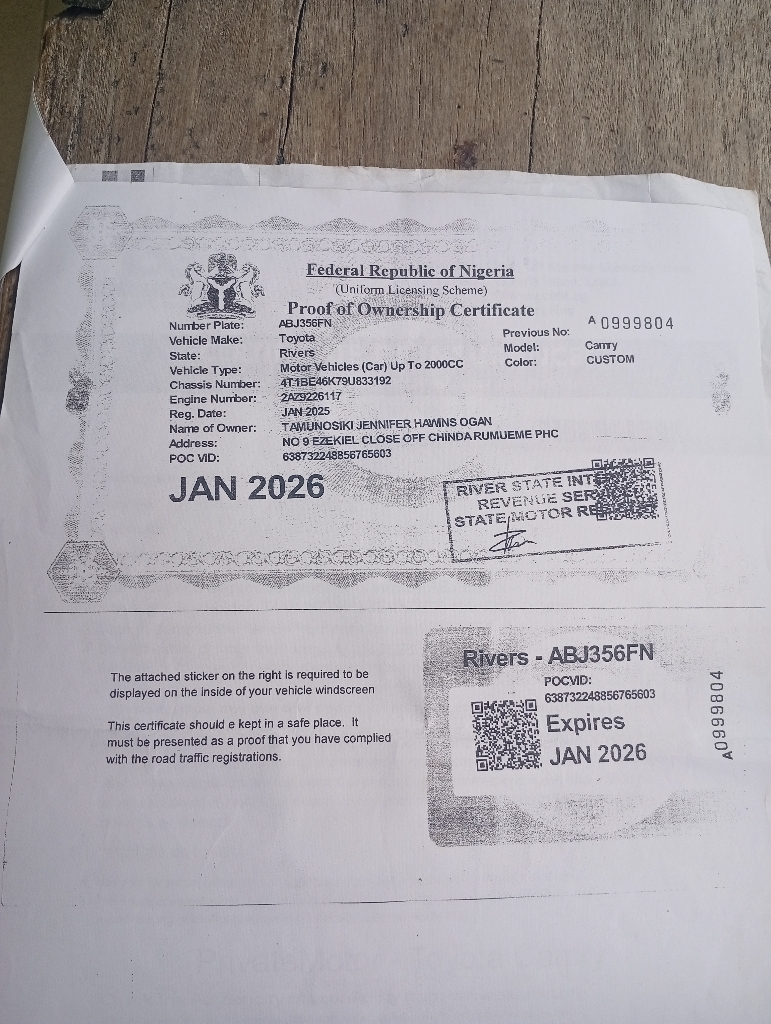 Federal Republic of Nigeria
(Uniform Licensing Scheme)
Proof of Ownership Certificate
A 0999804
Number Plate: ABJ356FN
Previous No:
Vehicle Make: Toyota
Model: Camry
State: Rivers
Color: CUSTOM
Vehicle Type: Motor Vehicles (Car) Up To 2000CC
Chassis Number: 4T1BE46K79U833192
Engine Number: 2AZ9226117
Reg. Date: JAN 2025
Name of Owner: TAMUNOSIKI JENNIFER HAWINS OGAN
Address: NO 9 EZEKIEL CLOSE OFF CHINDA RUMUEME PHC
POC VID: 638732248856765603
JAN 2026
RIVER STATE INT
REVENUE SER
STATE MOTOR RE
The attached sticker on the right is required to be
displayed on the inside of your vehicle windscreen
This certificate should e kept in a safe place. It
must be presented as a proof that you have complied
with the road traffic registrations.
Rivers - ABJ356FN
POCVID:
638732248856765603
Expires
JAN 2026
A0999804